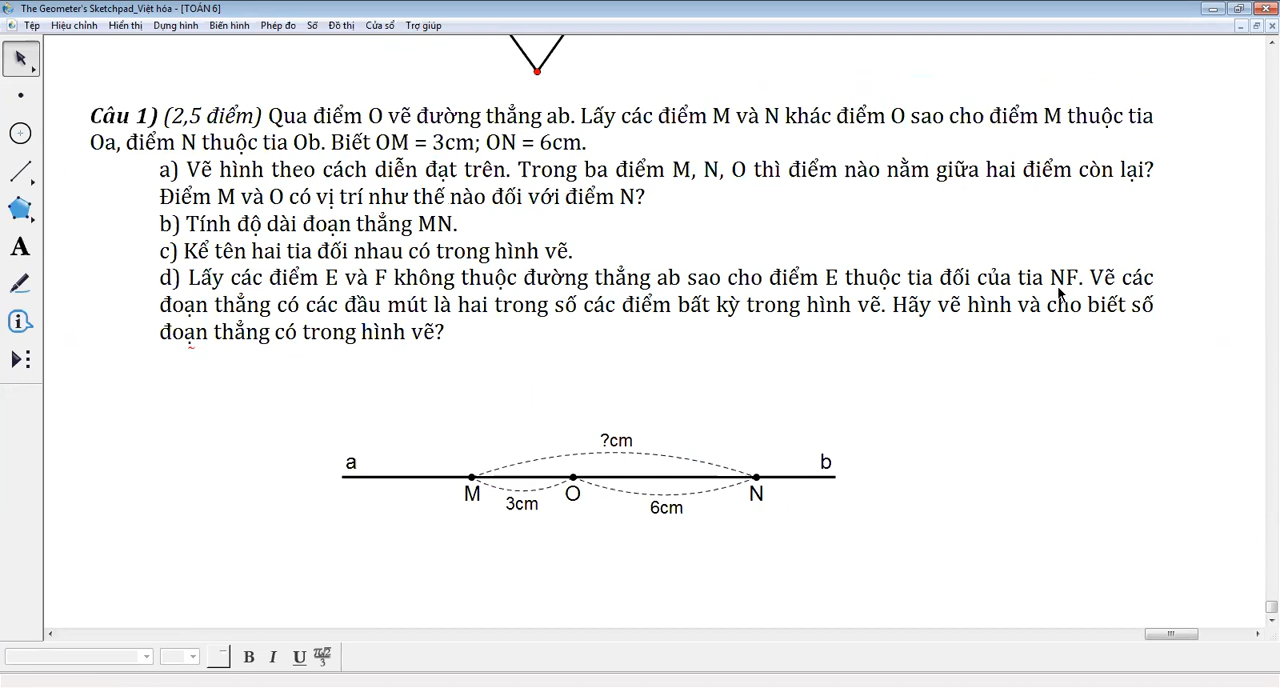 The Geometer's Sketchpad_Việt hóa - [TOÁN 6]
Tệp Hiệu chỉnh Hiển thị Dựng hình Biến hình Phép đo Số Đồ thị Cửa sổ Trợ giúp
Câu 1) (2,5 điểm) Qua điểm O vẽ đường thẳng ab. Lấy các điểm M và N khác điểm O sao cho điểm M thuộc tia
Oa, điểm N thuộc tia Ob. Biết OM = 3cm; ON = 6cm.
a) Vẽ hình theo cách diễn đạt trên. Trong ba điểm M, N, O thì điểm nào nằm giữa hai điểm còn lại?
Điểm M và O có vị trí như thế nào đối với điểm N?
b) Tính độ dài đoạn thẳng MN.
c) Kể tên hai tia đối nhau có trong hình vẽ.
d) Lấy các điểm E và F không thuộc đường thẳng ab sao cho điểm E thuộc tia đối của tia NF. Vẽ các
đoạn thẳng có các đầu mút là hai trong số các điểm bất kỳ trong hình vẽ. Hãy vẽ hình và cho biết số
đoạn thẳng có trong hình vẽ?
?cm
a b
M O N
3cm 6cm
A
B I U